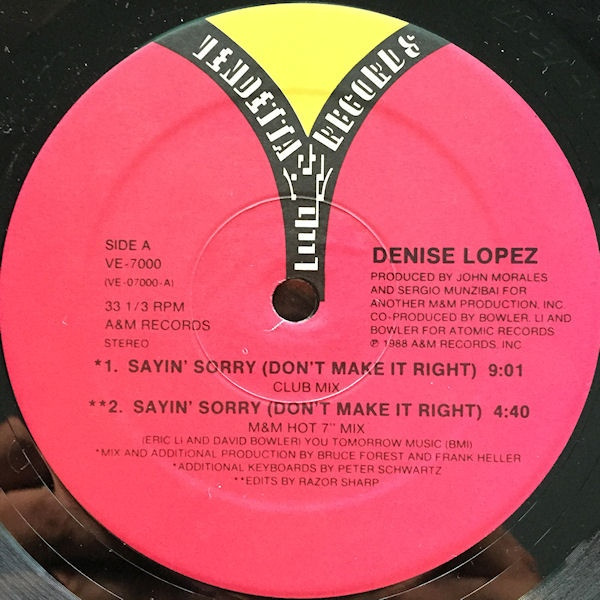 VENDETTA RECORDS
SIDE A
VE-7000
(VE-07000-A)
33 1/3 RPM
A&M RECORDS
STEREO
DENISE LOPEZ
PRODUCED BY JOHN MORALES
AND SERGIO MUNZIBAI FOR
ANOTHER M&M PRODUCTION, INC.
CO-PRODUCED BY BOWLER. LI AND
BOWLER FOR ATOMIC RECORDS
℗ 1988 A&M RECORDS, INC
*1. SAYIN' SORRY (DON'T MAKE IT RIGHT) 9:01
CLUB MIX
**2. SAYIN' SORRY (DON'T MAKE IT RIGHT) 4:40
M&M HOT 7" MIX
(ERIC LI AND DAVID BOWLER) YOU TOMORROW MUSIC (BMI)
*MIX AND ADDITIONAL PRODUCTION BY BRUCE FOREST AND FRANK HELLER
*ADDITIONAL KEYBOARDS BY PETER SCHWARTZ
**EDITS BY RAZOR SHARP